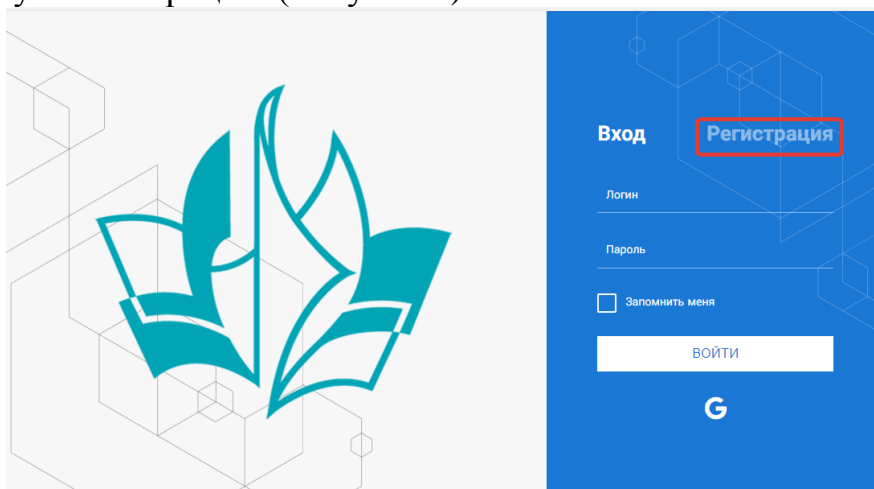 Вход Регистрация
Логин
Пароль
Запомнить меня
ВОЙТИ
G